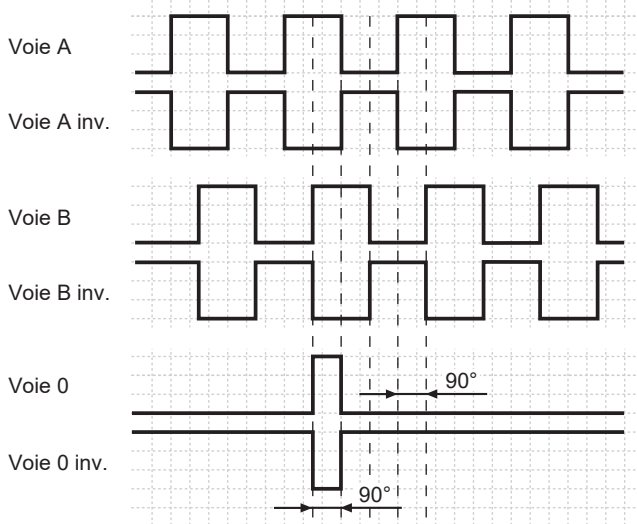 Voie A
Voie A inv.
Voie B
Voie B inv.
Voie 0
90°
Voie 0 inv.
90°